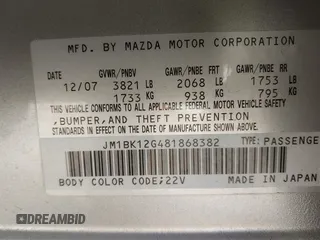 MFD. BY MAZDA MOTOR CORPORATION
GVWR/PNBV GAWR/PNBE FRT GAWR/PNBE RR
12/07 3821 LB 2068 LB 1753 LB
1733 KG 938 KG 795 KG
THIS VEHICLE CONFORMS TO ALL APPLICABLE FEDERAL MOTOR VEHICLE SAFETY
,BUMPER,AND THEFT PREVENTION
STANDARDS IN EFFECT ON THE DATE OF MANUFACTURE SHOWN ABOVE.
JM1BK12G481868382 TYPE:PASSENGE
BODY COLOR CODE;22V MADE IN JAPAN
DREAMBID